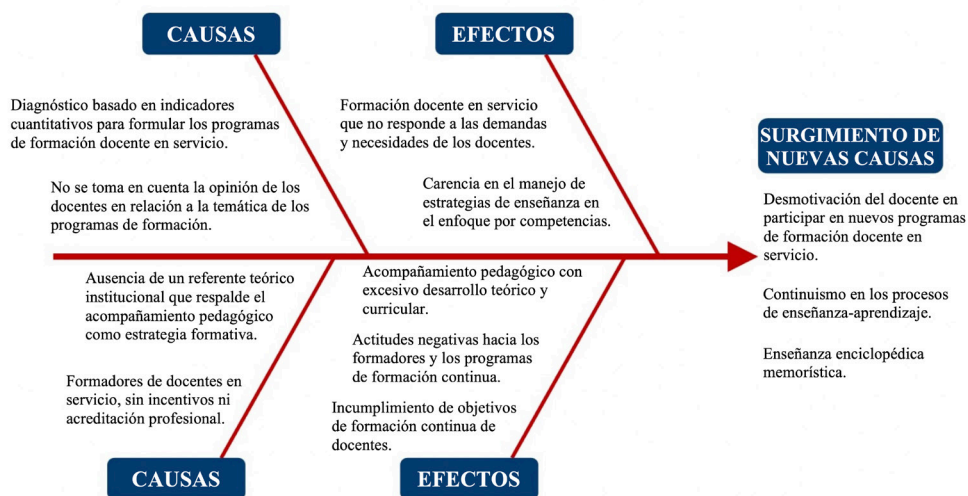 CAUSAS
Diagnóstico basado en indicadores
cuantitativos para formular los programas
de formación docente en servicio.
No se toma en cuenta la opinión de los
docentes en relación a la temática de los
programas de formación.
EFECTOS
Formación docente en servicio
que no responde a las demandas
y necesidades de los docentes.
Carencia en el manejo de
estrategias de enseñanza en
el enfoque por competencias.
Ausencia de un referente teórico
institucional que respalde el
acompañamiento pedagógico
como estrategia formativa.
Formadores de docentes en
servicio, sin incentivos ni
acreditación profesional.
CAUSAS
Acompañamiento pedagógico con
excesivo desarrollo teórico y
curricular.
Actitudes negativas hacia los
formadores y los programas
de formación continua.
Incumplimiento de objetivos
de formación continua de
docentes.
EFECTOS
SURGIMIENTO DE
NUEVAS CAUSAS
Desmotivación del docente en
participar en nuevos programas
de formación docente en
servicio.
Continuismo en los procesos
de enseñanza-aprendizaje.
Enseñanza enciclopédica
memorística.